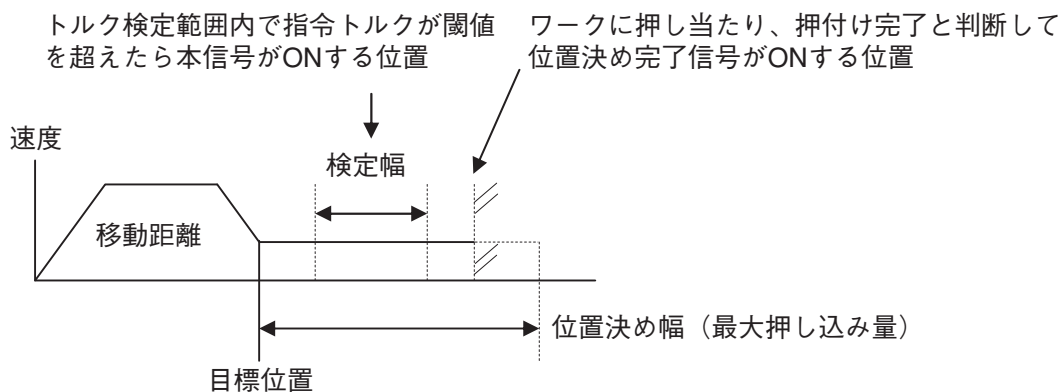 トルク検定範囲内で指令トルクが閾値
を超えたら本信号がONする位置
ワークに押し当たり、押付け完了と判断して
位置決め完了信号がONする位置
速度
検定幅
移動距離
位置決め幅（最大押し込み量）
目標位置